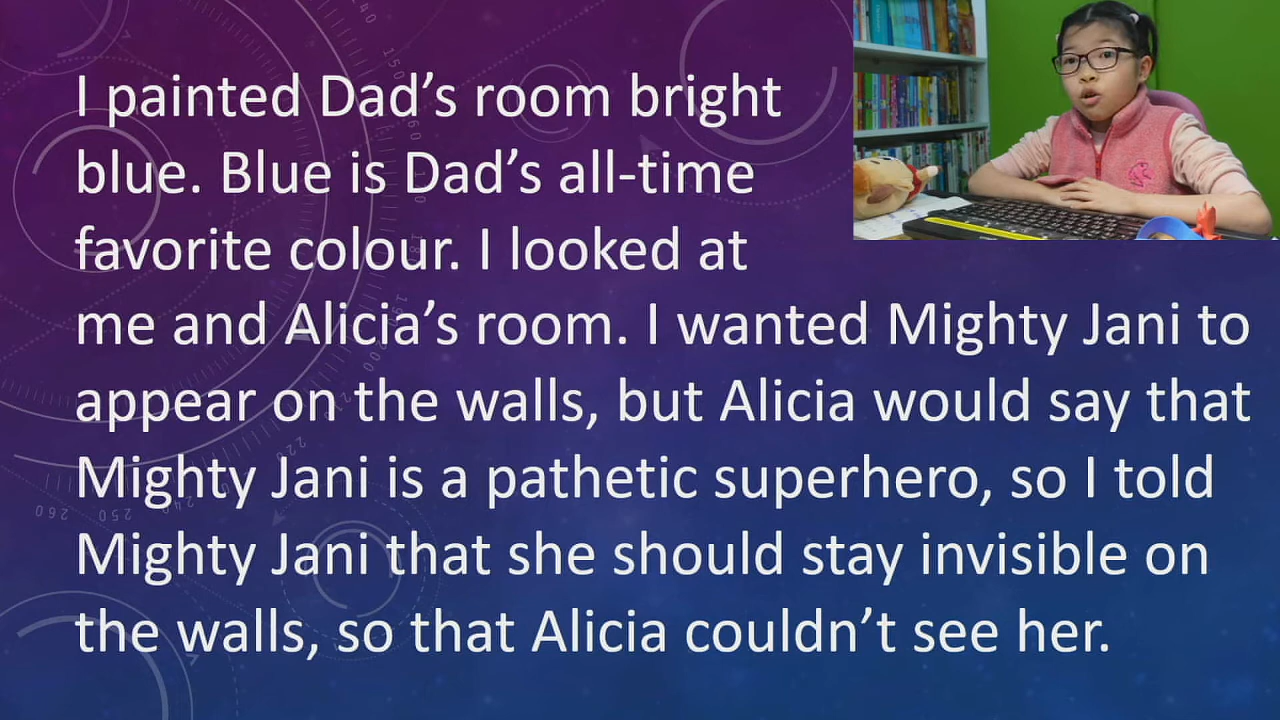 I painted Dad’s room bright
blue. Blue is Dad’s all-time
favorite colour. I looked at
me and Alicia’s room. I wanted Mighty Jani to
appear on the walls, but Alicia would say that
Mighty Jani is a pathetic superhero, so I told
Mighty Jani that she should stay invisible on
the walls, so that Alicia couldn’t see her.